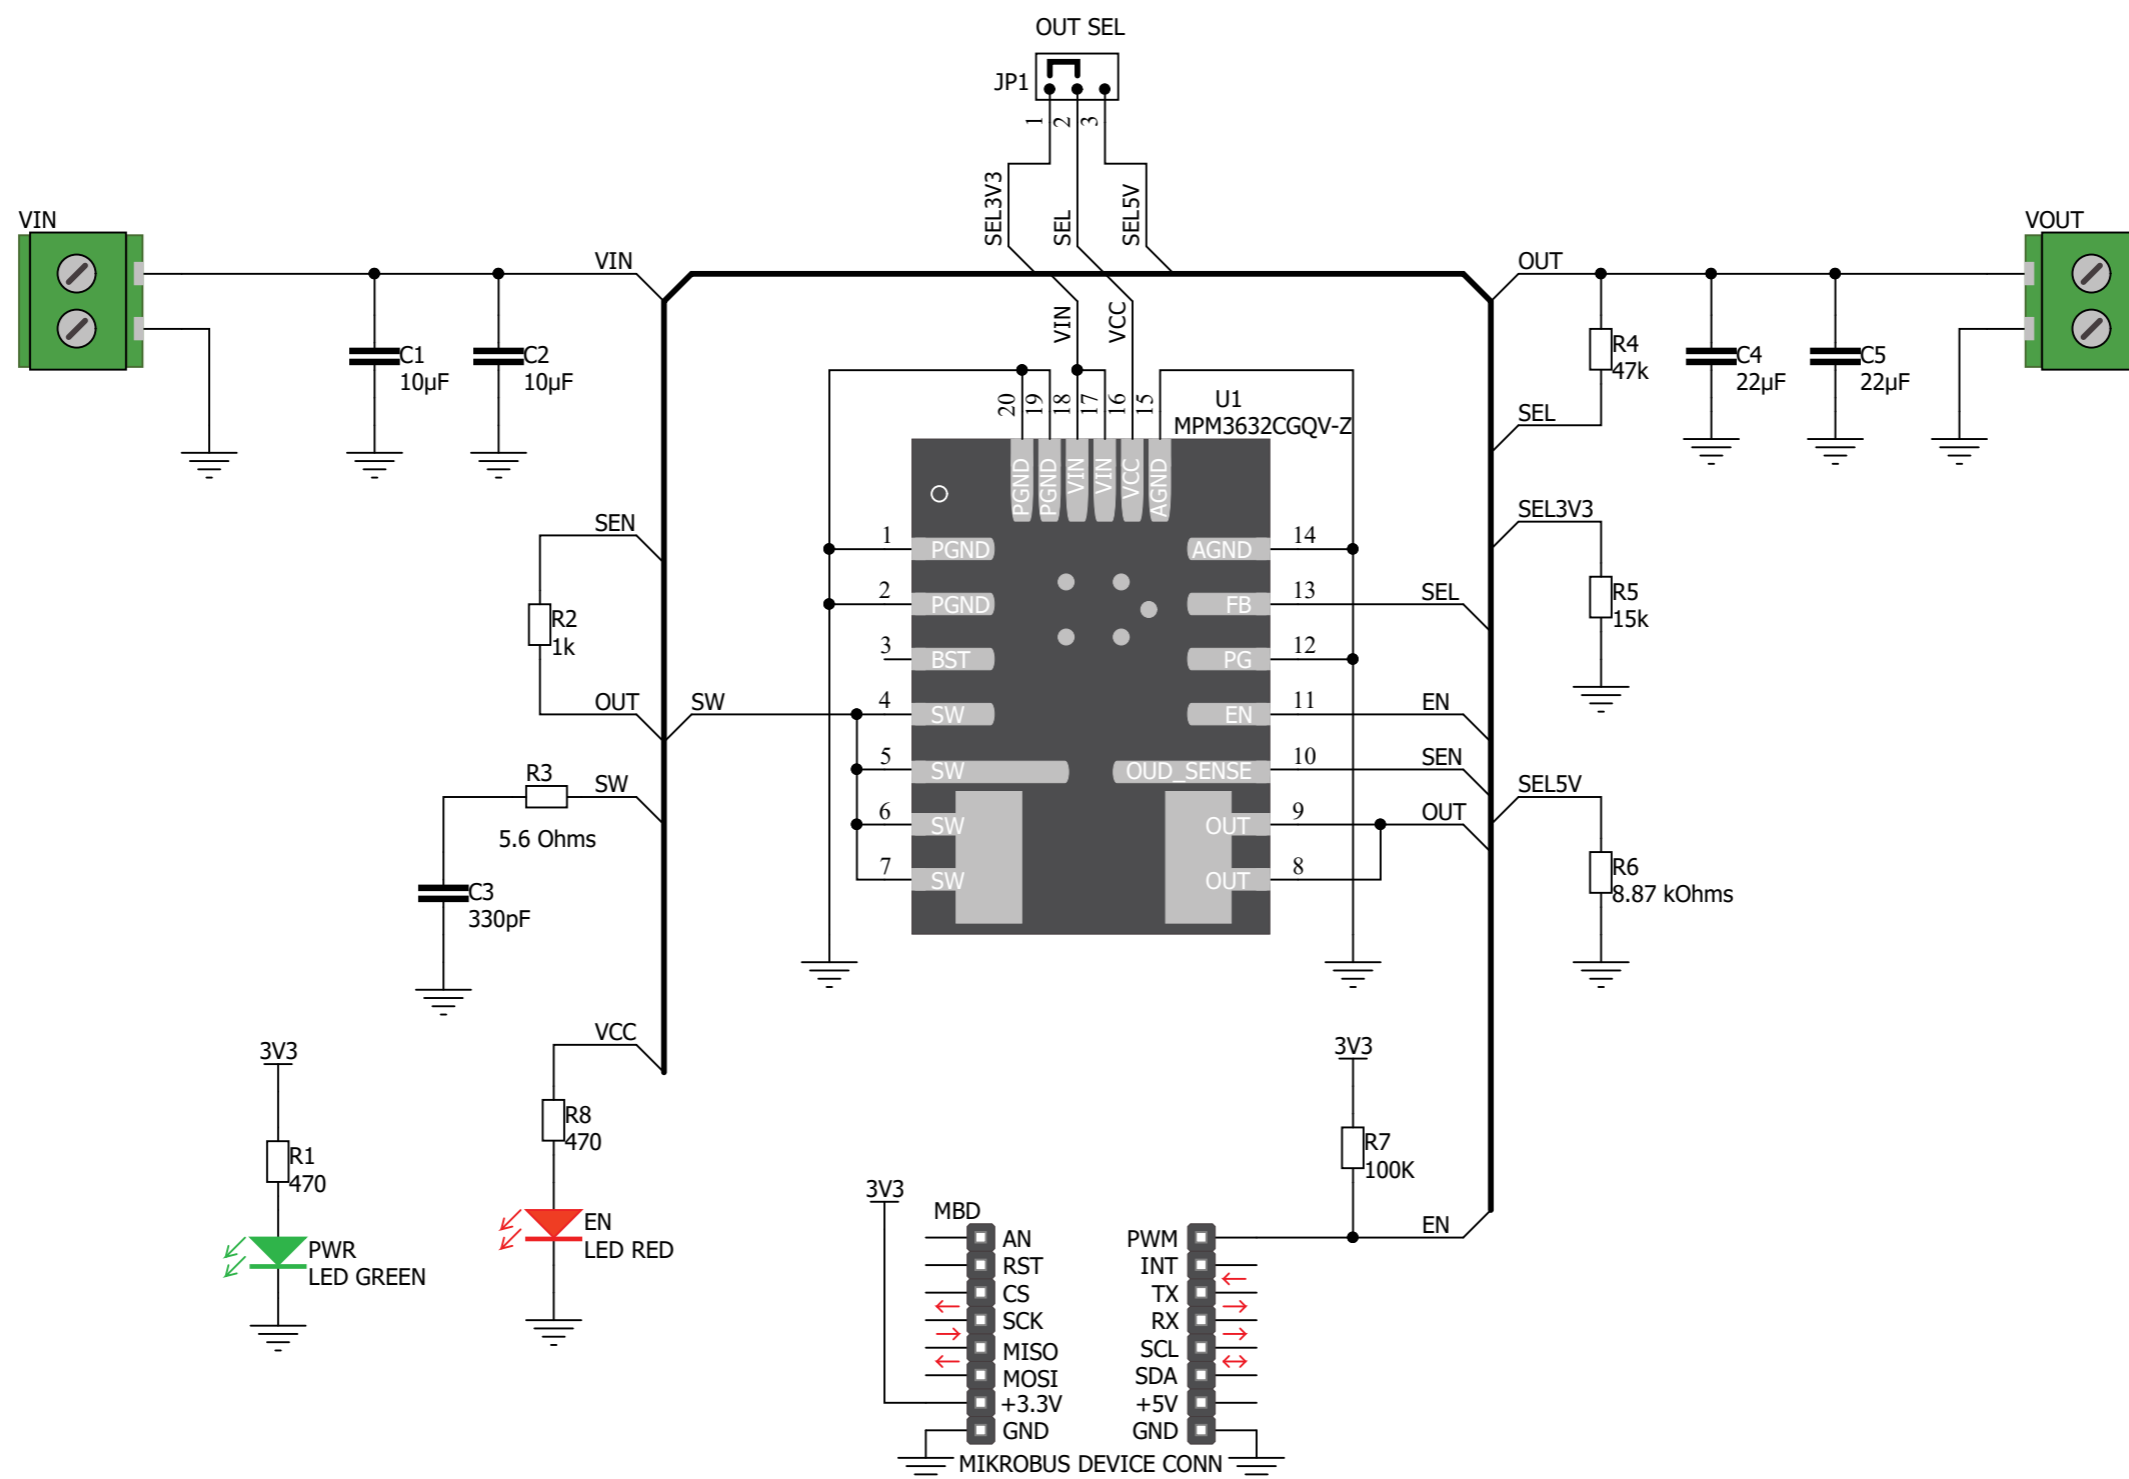 OUT SEL
JP1
1
2
3
SEL3V3
SEL
SEL5V
VIN
VIN
C1
10µF
C2
10µF
VOUT
OUT
R4
47k
C4
22µF
C5
22µF
SEL
VIN
VCC
20
19
18
17
16
15
U1
MPM3632CGQV-Z
PGND
PGND
VIN
VIN
VCC
AGND
1
PGND
2
PGND
3
BST
4
SW
5
SW
6
SW
7
SW
SW
14
AGND
13
FB
SEL
12
PG
11
EN
EN
10
OUD_SENSE
SEN
9
OUT
OUT
8
OUT
SEN
R2
1k
OUT
R3
SW
5.6 Ohms
C3
330pF
SEL3V3
R5
15k
SEL5V
R6
8.87 kOhms
3V3
R1
470
PWR
LED GREEN
VCC
R8
470
EN
LED RED
3V3
R7
100K
EN
3V3
MBD
AN
RST
CS
SCK
MISO
MOSI
+3.3V
GND
PWM
INT
TX
RX
SCL
SDA
+5V
GND
MIKROBUS DEVICE CONN